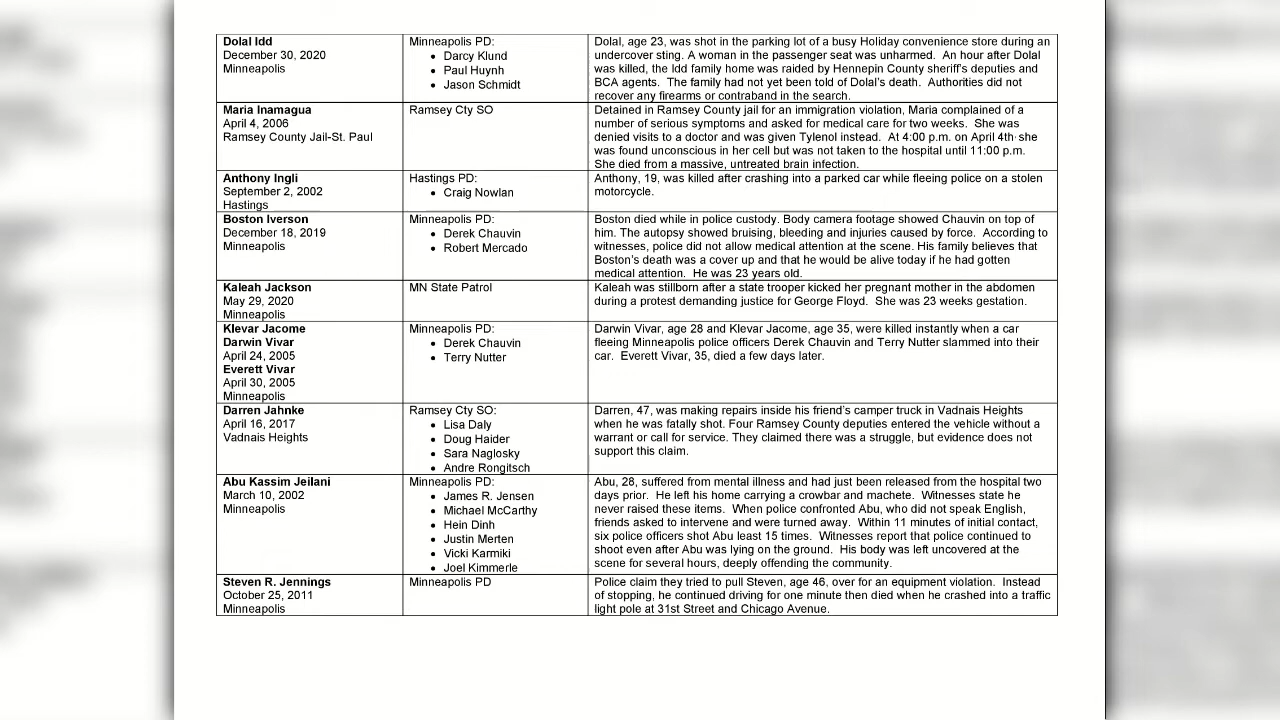 Dolal Idd
December 30, 2020
Minneapolis
Minneapolis PD:
• Darcy Klund
• Paul Huynh
• Jason Schmidt
Dolal, age 23, was shot in the parking lot of a busy Holiday convenience store during an
undercover sting. A woman in the passenger seat was unharmed. An hour after Dolal
was killed, the Idd family home was raided by Hennepin County sheriff's deputies and
BCA agents. The family had not yet been told of Dolal's death. Authorities did not
recover any firearms or contraband in the search.
Maria Inamagua
April 4, 2006
Ramsey County Jail-St. Paul
Ramsey Cty SO
Detained in Ramsey County jail for an immigration violation, Maria complained of a
number of serious symptoms and asked for medical care for two weeks. She was
denied visits to a doctor and was given Tylenol instead. At 4:00 p.m. on April 4th she
was found unconscious in her cell but was not taken to the hospital until 11:00 p.m.
She died from a massive, untreated brain infection.
Anthony Ingli
September 2, 2002
Hastings
Hastings PD:
• Craig Nowlan
Anthony, 19, was killed after crashing into a parked car while fleeing police on a stolen
motorcycle.
Boston Iverson
December 18, 2019
Minneapolis
Minneapolis PD:
• Derek Chauvin
• Robert Mercado
Boston died while in police custody. Body camera footage showed Chauvin on top of
him. The autopsy showed bruising, bleeding and injuries caused by force. According to
witnesses, police did not allow medical attention at the scene. His family believes that
Boston's death was a cover up and that he would be alive today if he had gotten
medical attention. He was 23 years old.
Kaleah Jackson
May 29, 2020
Minneapolis
MN State Patrol
Kaleah was stillborn after a state trooper kicked her pregnant mother in the abdomen
during a protest demanding justice for George Floyd. She was 23 weeks gestation.
Klevar Jacome
Darwin Vivar
April 24, 2005
Everett Vivar
April 30, 2005
Minneapolis
Minneapolis PD:
• Derek Chauvin
• Terry Nutter
Darwin Vivar, age 28 and Klevar Jacome, age 35, were killed instantly when a car
fleeing Minneapolis police officers Derek Chauvin and Terry Nutter slammed into their
car. Everett Vivar, 35, died a few days later.
Darren Jahnke
April 16, 2017
Vadnais Heights
Ramsey Cty SO:
• Lisa Daly
• Doug Haider
• Sara Naglosky
• Andre Rongitsch
Darren, 47, was making repairs inside his friend's camper truck in Vadnais Heights
when he was fatally shot. Four Ramsey County deputies entered the vehicle without a
warrant or call for service. They claimed there was a struggle, but evidence does not
support this claim.
Abu Kassim Jeilani
March 10, 2002
Minneapolis
Minneapolis PD:
• James R. Jensen
• Michael McCarthy
• Hein Dinh
• Justin Merten
• Vicki Karmiki
• Joel Kimmerle
Abu, 28, suffered from mental illness and had just been released from the hospital two
days prior. He left his home carrying a crowbar and machete. Witnesses state he
never raised these items. When police confronted Abu, who did not speak English,
friends asked to intervene and were turned away. Within 11 minutes of initial contact,
six police officers shot Abu least 15 times. Witnesses report that police continued to
shoot even after Abu was lying on the ground. His body was left uncovered at the
scene for several hours, deeply offending the community.
Steven R. Jennings
October 25, 2011
Minneapolis
Minneapolis PD
Police claim they tried to pull Steven, age 46, over for an equipment violation. Instead
of stopping, he continued driving for one minute then died when he crashed into a traffic
light pole at 31st Street and Chicago Avenue.